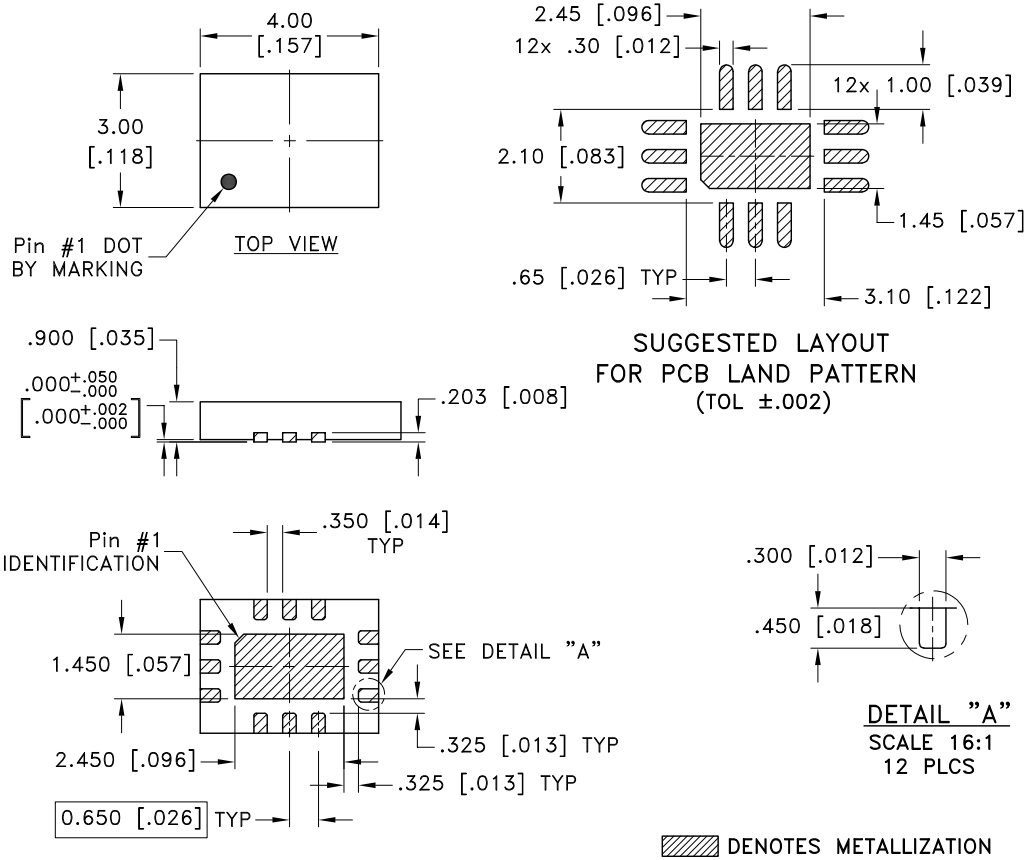 4.00
[.157]
3.00
[.118]
Pin #1 DOT
BY MARKING
TOP VIEW
2.45 [.096]
12x .30 [.012]
12x 1.00 [.039]
2.10 [.083]
1.45 [.057]
.65 [.026] TYP
3.10 [.122]
SUGGESTED LAYOUT
FOR PCB LAND PATTERN
(TOL ±.002)
.900 [.035]
.000+.050 -.000
[.000+.002 -.000]
.203 [.008]
.350 [.014]
TYP
Pin #1
IDENTIFICATION
1.450 [.057]
SEE DETAIL "A"
2.450 [.096]
.325 [.013] TYP
.325 [.013] TYP
0.650 [.026] TYP
.300 [.012]
.450 [.018]
DETAIL "A"
SCALE 16:1
12 PLCS
DENOTES METALLIZATION